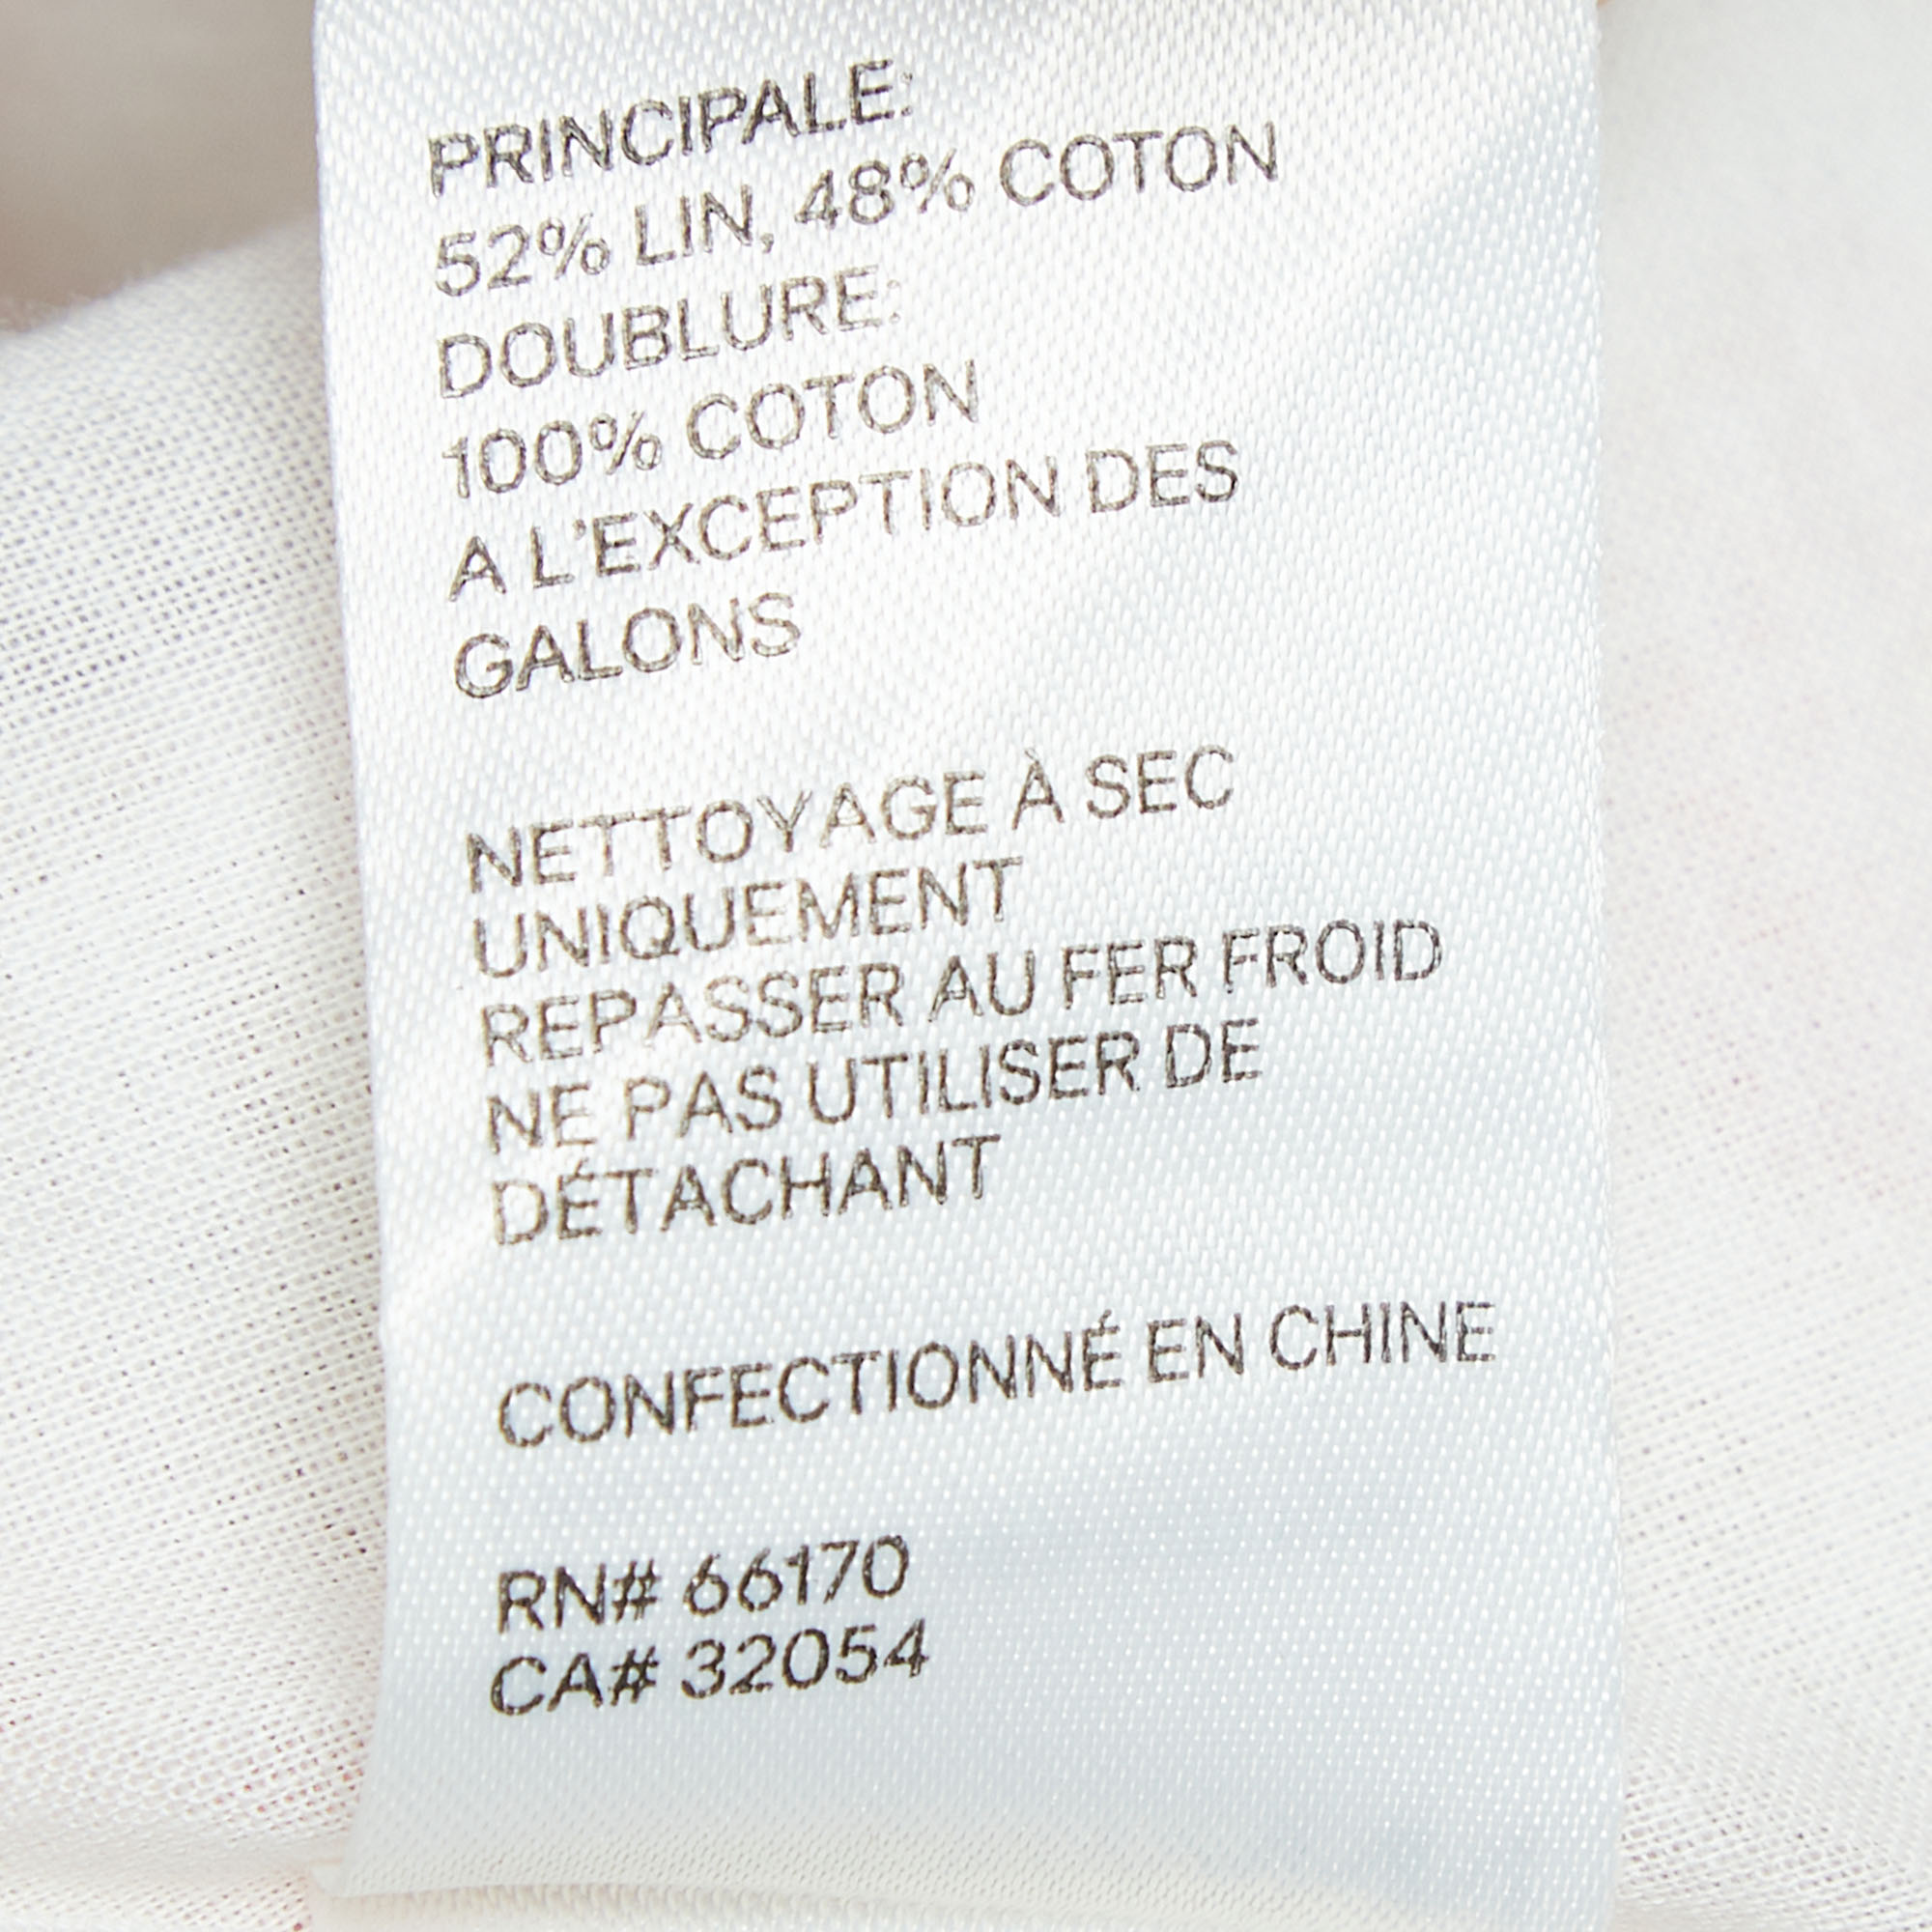 PRINCIPALE:
52% LIN, 48% COTON
DOUBLURE:
100% COTON
A L'EXCEPTION DES
GALONS
NETTOYAGE À SEC
UNIQUEMENT
REPASSER AU FER FROID
NE PAS UTILISER DE
DÉTACHANT
CONFECTIONNÉ EN CHINE
RN# 66170
CA# 32054